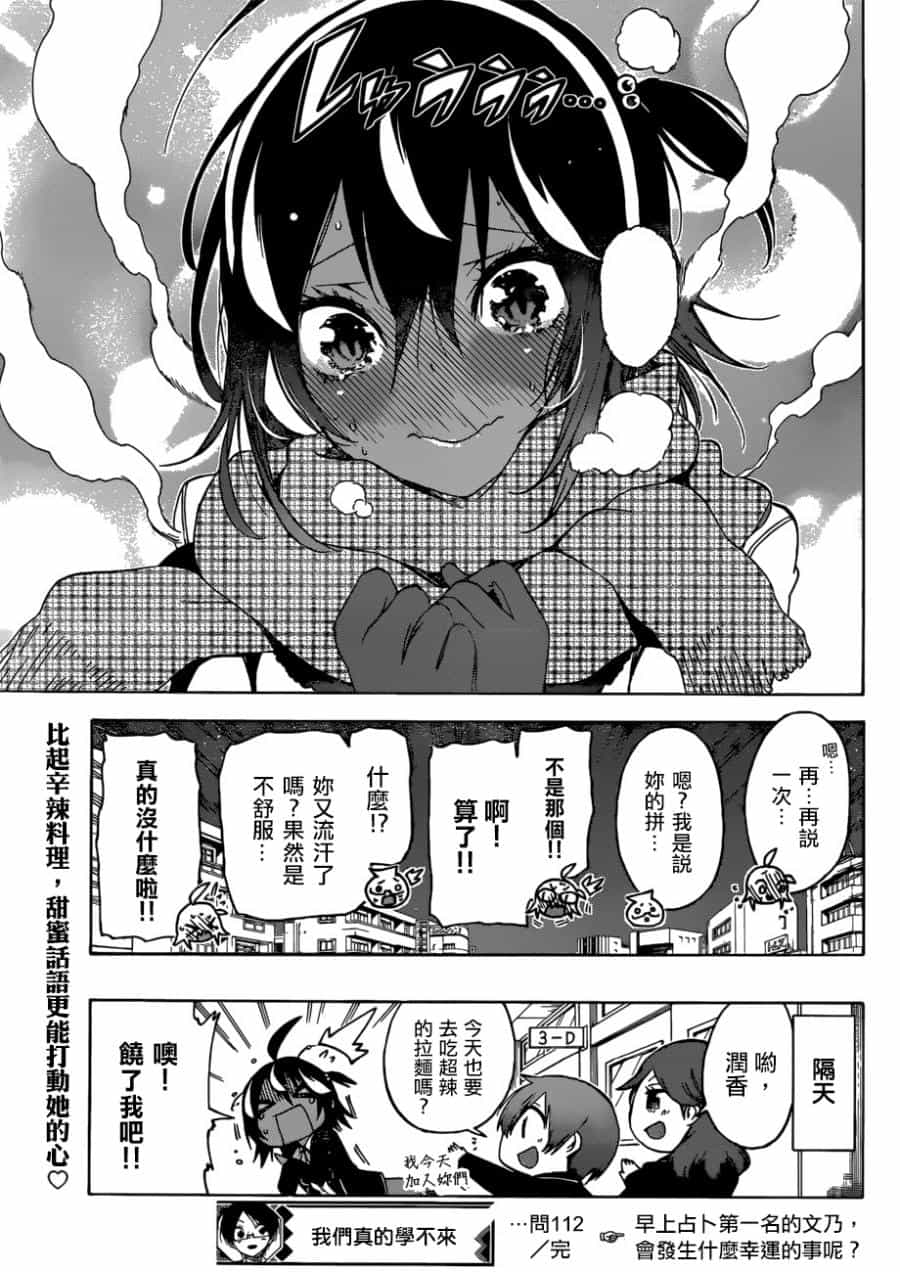 しゅううう…
嗯…
再…再說
一次…
嗯？我是說
妳的拼…
不是那個!!
啊！
算了!!
什麼!?
妳又流汗了
嗎？果然是
不舒服…
真的沒什麼啦!!
比起辛辣料理，甜蜜話語更能打動她的心♡
隔天
喲，
潤香
3-D
今天也要
去吃超辣
的拉麵嗎？
我今天
加入妳們
噢！
饒了我吧!!
我們真的學不來
…問112
／完
☞
早上占卜第一名的文乃，
會發生什麼幸運的事呢？